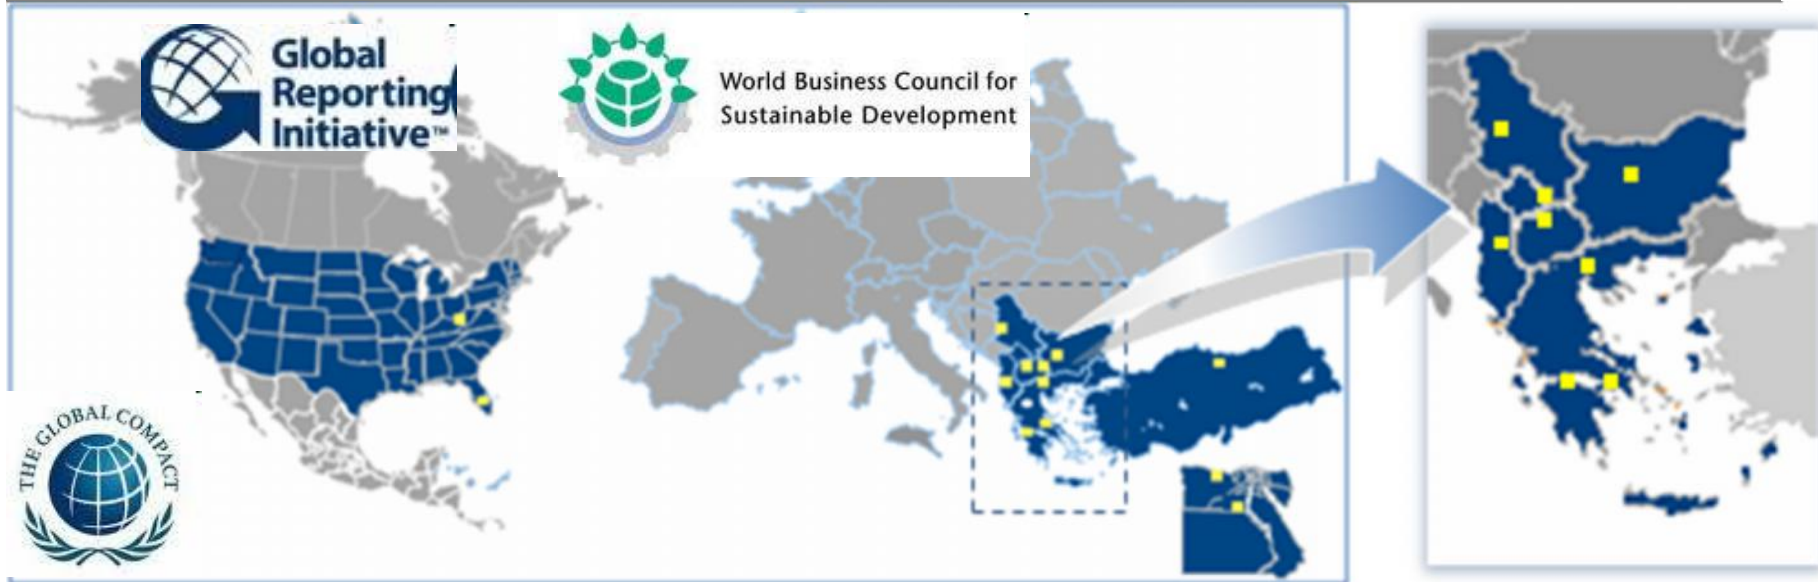 Global
Reporting
Initiative™
World Business Council for
Sustainable Development
THE GLOBAL COMPACT